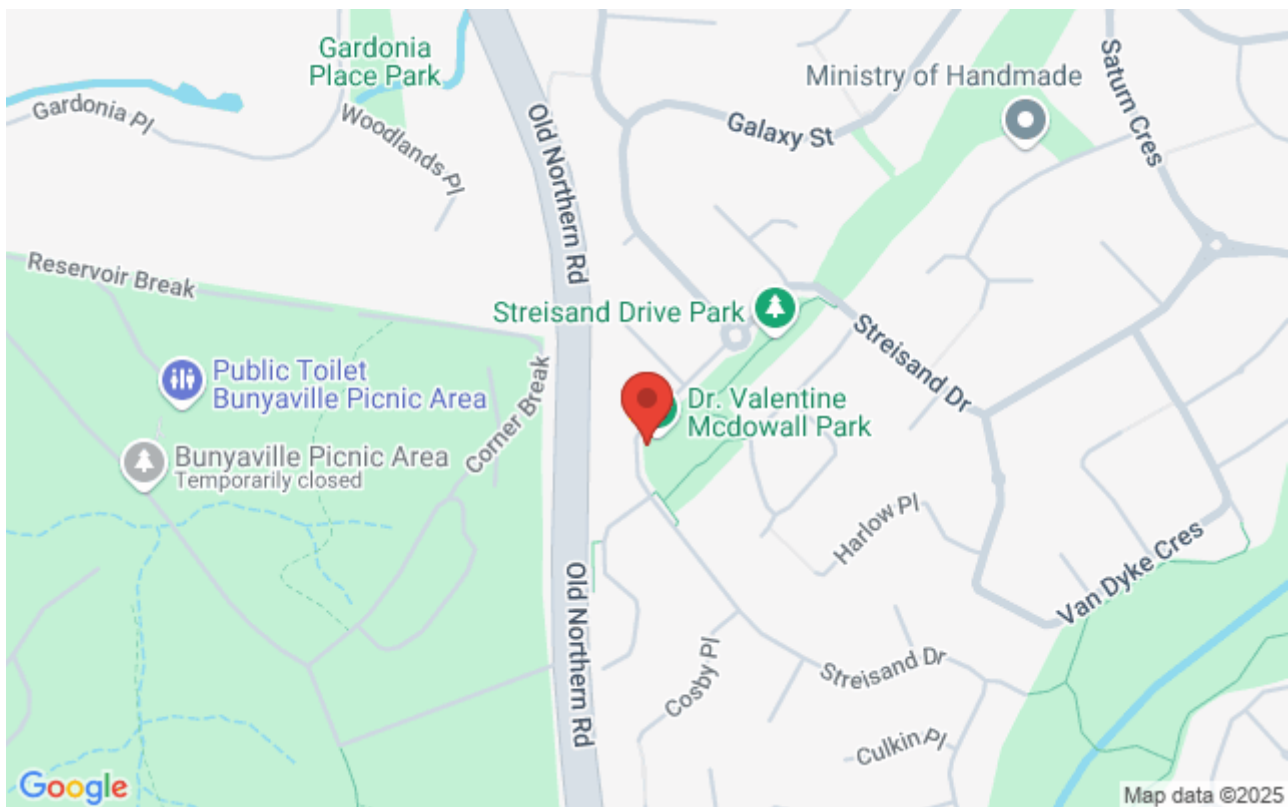 Gardonia
Place Park
Ministry of Handmade
Saturn Cres
Gardonia Pl
Woodlands Pl
Old Northern Rd
Galaxy St
Reservoir Break
Streisand Drive Park
Streisand Dr
Public Toilet
Bunyaville Picnic Area
Corner Break
Dr. Valentine
Mcdowall Park
Bunyaville Picnic Area
Temporarily closed
Harlow Pl
Van Dyke Cres
Old Northern Rd
Cosby Pl
Streisand Dr
Culkin Pl
Google
Map data ©2025